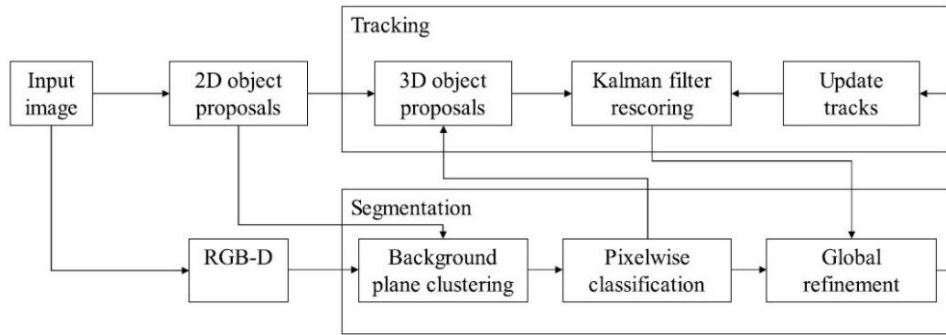 Tracking
Input
image
2D object
proposals
3D object
proposals
Kalman filter
rescoring
Update
tracks
Segmentation
RGB-D
Background
plane clustering
Pixelwise
classification
Global
refinement